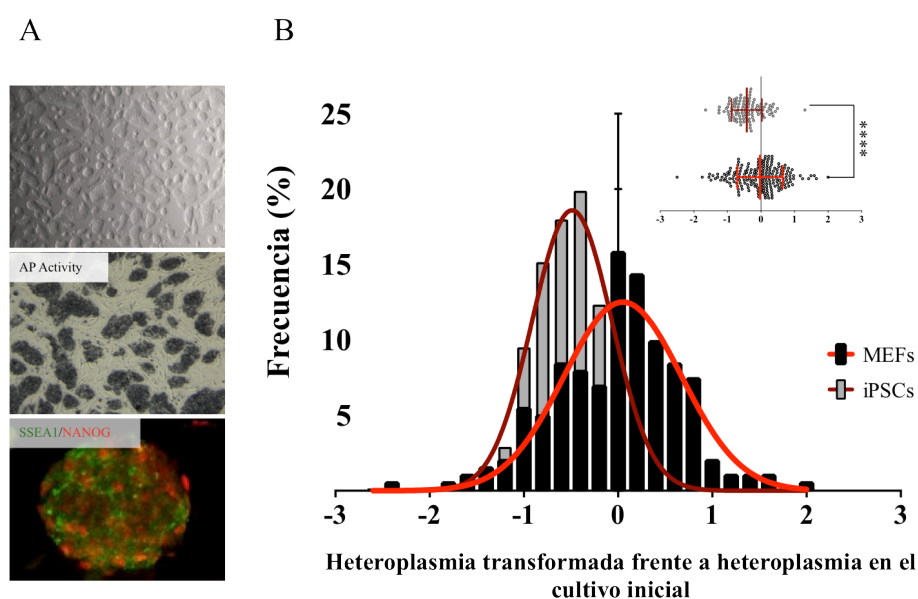 A
B
AP Activity
SSEA1/NANOG
Frecuencia (%)
25
20
15
10
5
-3 -2 -1 0 1 2 3
Heteroplasmia transformada frente a heteroplasmia en el
cultivo inicial
****
-3 -2 -1 0 1 2 3
MEFs
iPSCs